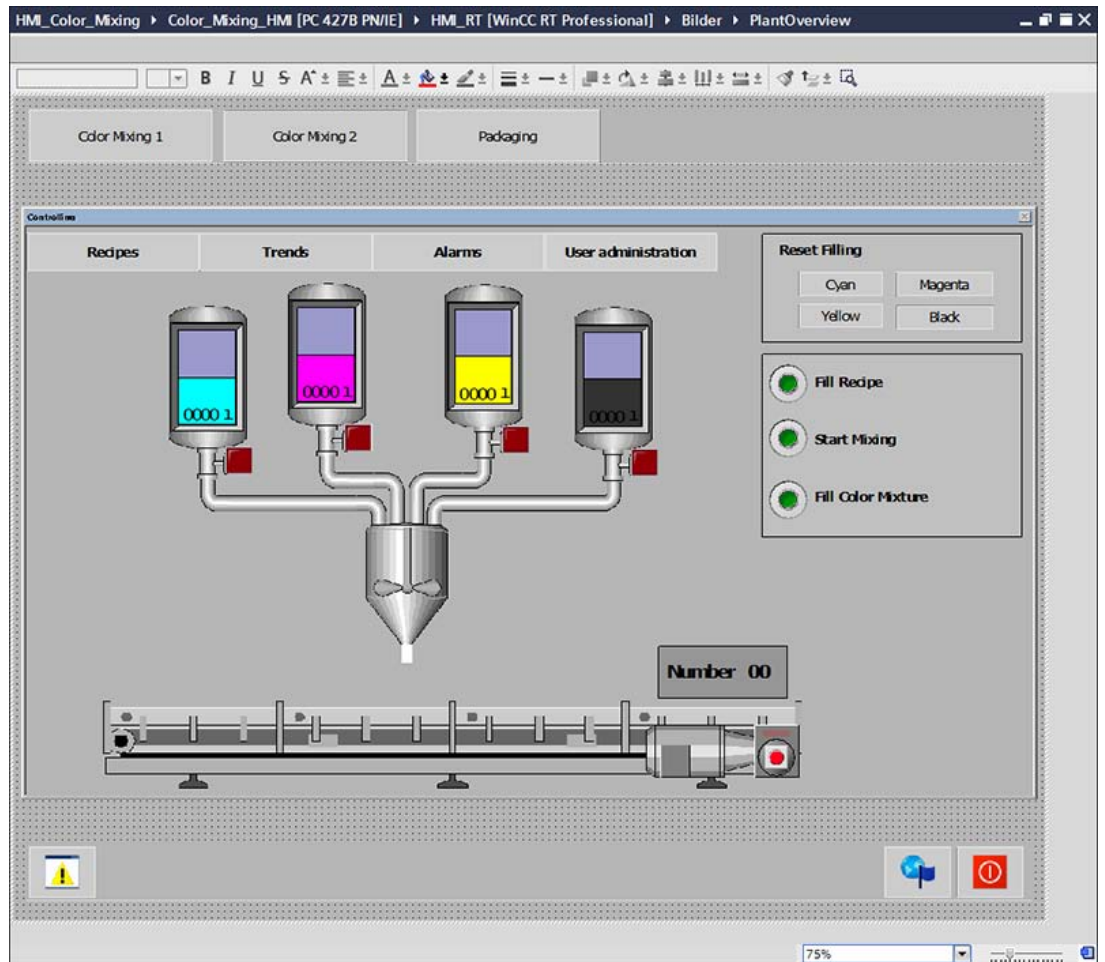 HMI_Color_Mixing ▸ Color_Mixing_HMI [PC 427B PN/IE] ▸ HMI_RT [WinCC RT Professional] ▸ Bilder ▸ PlantOverview
B I U S A
Color Mixing 1 Color Mixing 2 Packaging
Controlling
Recipes Trends Alarms User administration
Reset Filling
Cyan Magenta
Yellow Black
0000 1 0000 1 0000 1 0000 1
Fill Recipe
Start Mixing
Fill Color Mixture
Number 00
75%